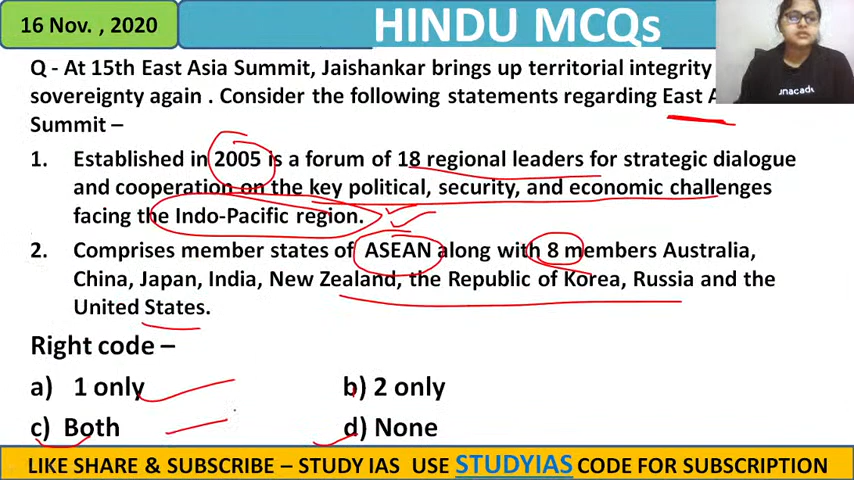 16 Nov. , 2020
HINDU MCQs
Q - At 15th East Asia Summit, Jaishankar brings up territorial integrity
sovereignty again . Consider the following statements regarding East
Summit –
1. Established in 2005 is a forum of 18 regional leaders for strategic dialogue
and cooperation on the key political, security, and economic challenges
facing the Indo-Pacific region.
2. Comprises member states of ASEAN along with 8 members Australia,
China, Japan, India, New Zealand, the Republic of Korea, Russia and the
United States.
Right code –
a) 1 only
b) 2 only
c) Both
d) None
LIKE SHARE & SUBSCRIBE – STUDY IAS USE STUDYIAS CODE FOR SUBSCRIPTION